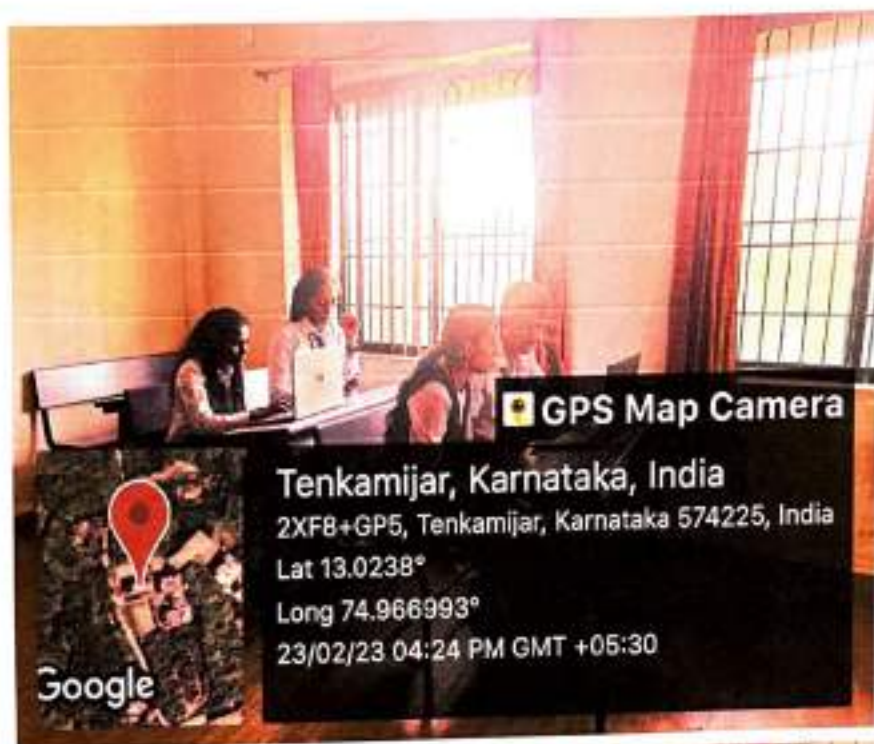 GPS Map Camera
Tenkamijar, Karnataka, India
2XF8+GP5, Tenkamijar, Karnataka 574225, India
Lat 13.0238°
Long 74.966993°
23/02/23 04:24 PM GMT +05:30
Google